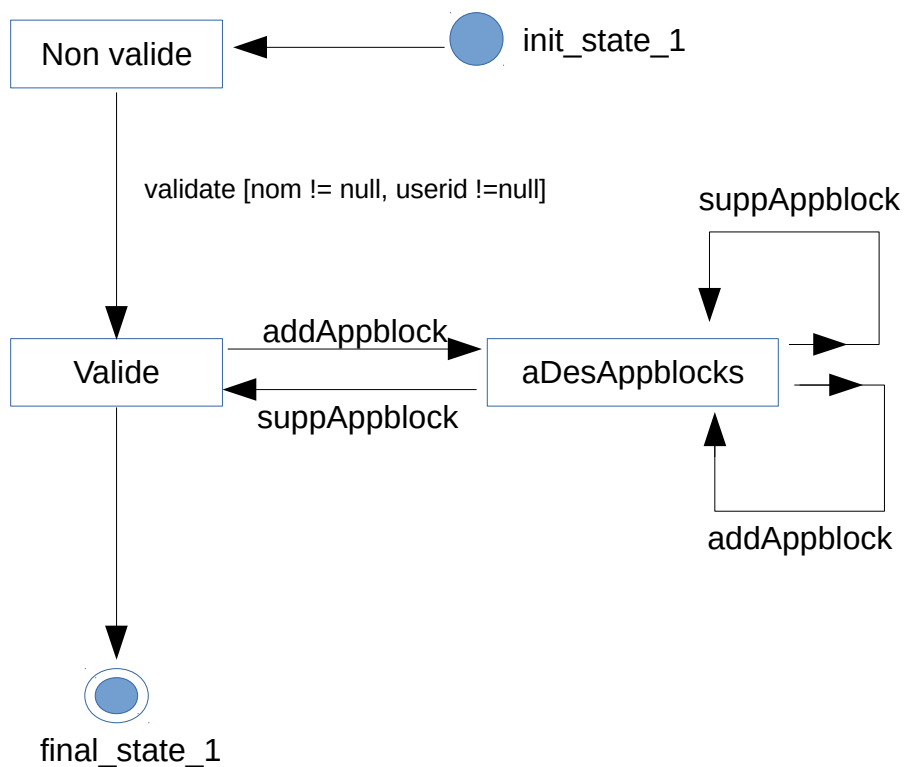 Non valide
init_state_1
validate [nom != null, userid !=null]
suppAppblock
addAppblock
Valide
aDesAppblocks
suppAppblock
addAppblock
final_state_1